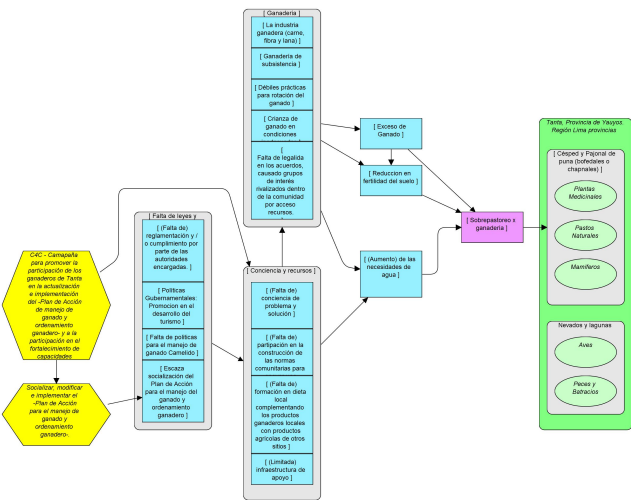 [ Ganadería ]
[ La industria
ganadera (carne,
fibra y lana) ]
[ Ganadería de
subsistencia ]
[ Débiles prácticas
para rotación del
ganado ]
[ Crianza de
ganado en
condiciones
[
Falta de legalida
en los acuerdos,
causado grupos
de interés
rivalizados dentro
de la comunidad
por acceso
recursos.
]
[ Exceso de
Ganado ]
[ Reduccion en
fertilidad del suelo ]
[ (Aumento) de las
necesidades de
agua ]
[ Sobrepastoreo x
ganadería ]
Tanta, Provincia de Yauyos.
Región Lima provincias
[ Césped y Pajonal de
puna (bofedales o
chapnales) ]
Plantas
Medicinales
Pastos
Naturales
Mamíferos
Nevados y lagunas
Aves
Peces y
Batracios
[ Falta de leyes y
[ (Falta de)
reglamentación y /
o cumplimiento por
parte de las
autoridades
encargadas. ]
[ Políticas
Gubernamentales:
Promocion en el
desarrollo del
turismo ]
[ Falta de políticas
para el manejo de
ganado Camelido ]
[ Escaza
socialización del
Plan de Acción
para el manejo del
ganado y
ordenamiento
ganadero ]
[ Conciencia y recursos ]
[ (Falta de)
conciencia de
problema y
solución ]
[ (Falta de)
partipación en la
construcción de
las normas
comunitarias para
[ (Falta de)
formación en dieta
local
complementando
los productos
ganaderos locales
con productos
agrícolas de otros
sitios ]
[ (Limitada)
infraestructura de
apoyo ]
C4C - Camapaña
para promover la
participación de los
ganaderos de Tanta
en la actualización
e implementación
del -Plan de Acción
de manejo de
ganado y
ordenamiento
ganadero- y a la
participación en el
fortalecimiento de
capacidades
Socializar, modificar
e implementar el
-Plan de Acción
para el manejo de
ganado y
ordenamiento
ganadero-.